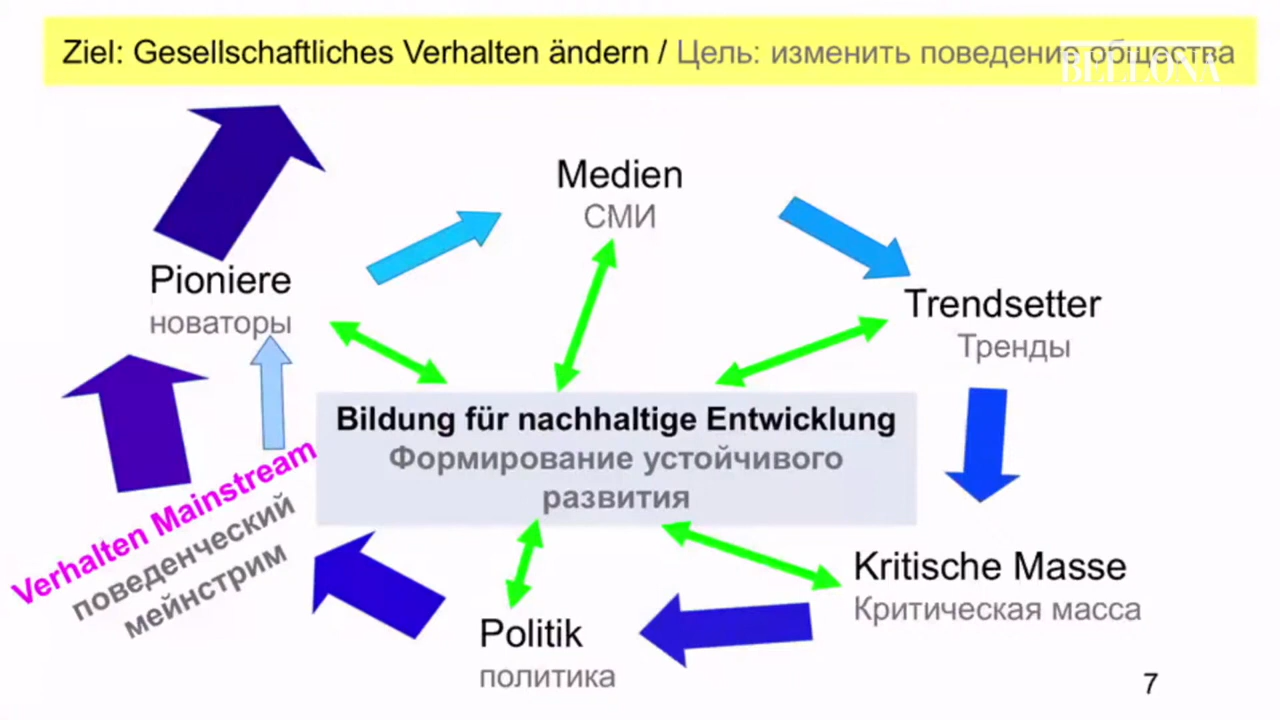 Ziel: Gesellschaftliches Verhalten ändern / Цель: изменить поведение общества
BELLONA
Medien
СМИ
Pioniere
новаторы
Trendsetter
Тренды
Bildung für nachhaltige Entwicklung
Формирование устойчивого
развития
Verhalten Mainstream
поведенческий
мейнстрим
Kritische Masse
Критическая масса
Politik
политика
7